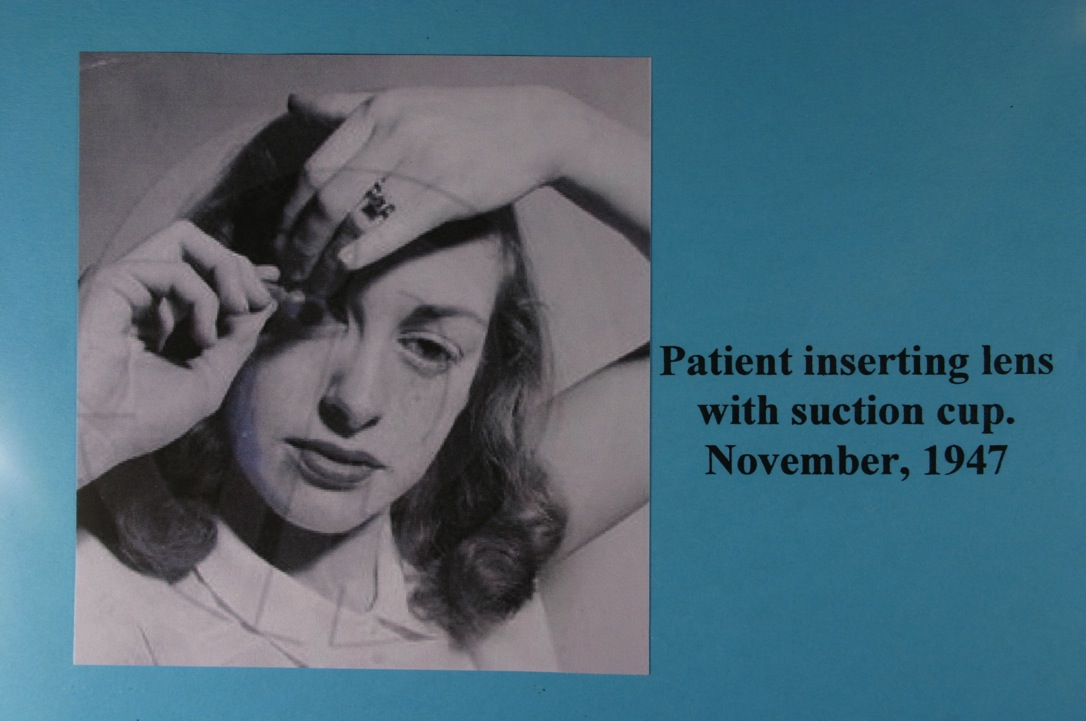 Patient inserting lens
with suction cup.
November, 1947